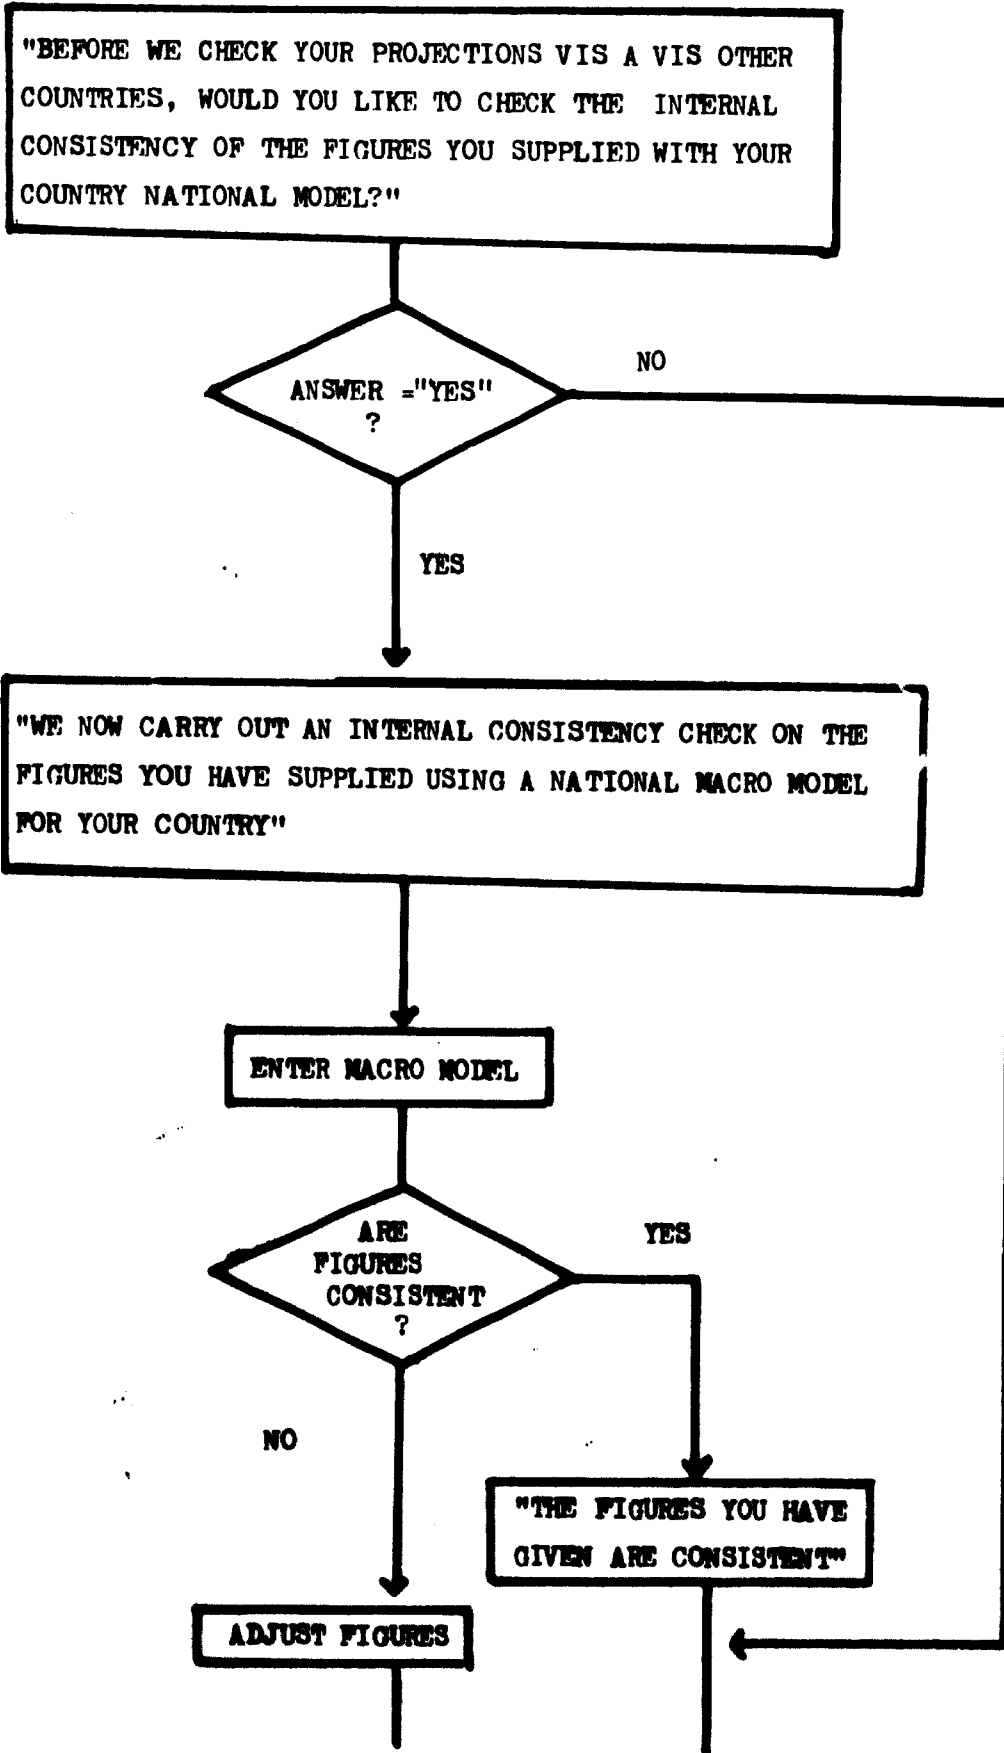 "BEFORE WE CHECK YOUR PROJECTIONS VIS A VIS OTHER
COUNTRIES, WOULD YOU LIKE TO CHECK THE INTERNAL
CONSISTENCY OF THE FIGURES YOU SUPPLIED WITH YOUR
COUNTRY NATIONAL MODEL?"
ANSWER ="YES"
?
NO
YES
"WE NOW CARRY OUT AN INTERNAL CONSISTENCY CHECK ON THE
FIGURES YOU HAVE SUPPLIED USING A NATIONAL MACRO MODEL
FOR YOUR COUNTRY"
ENTER MACRO MODEL
ARE
FIGURES
CONSISTENT
?
YES
NO
"THE FIGURES YOU HAVE
GIVEN ARE CONSISTENT"
ADJUST FIGURES